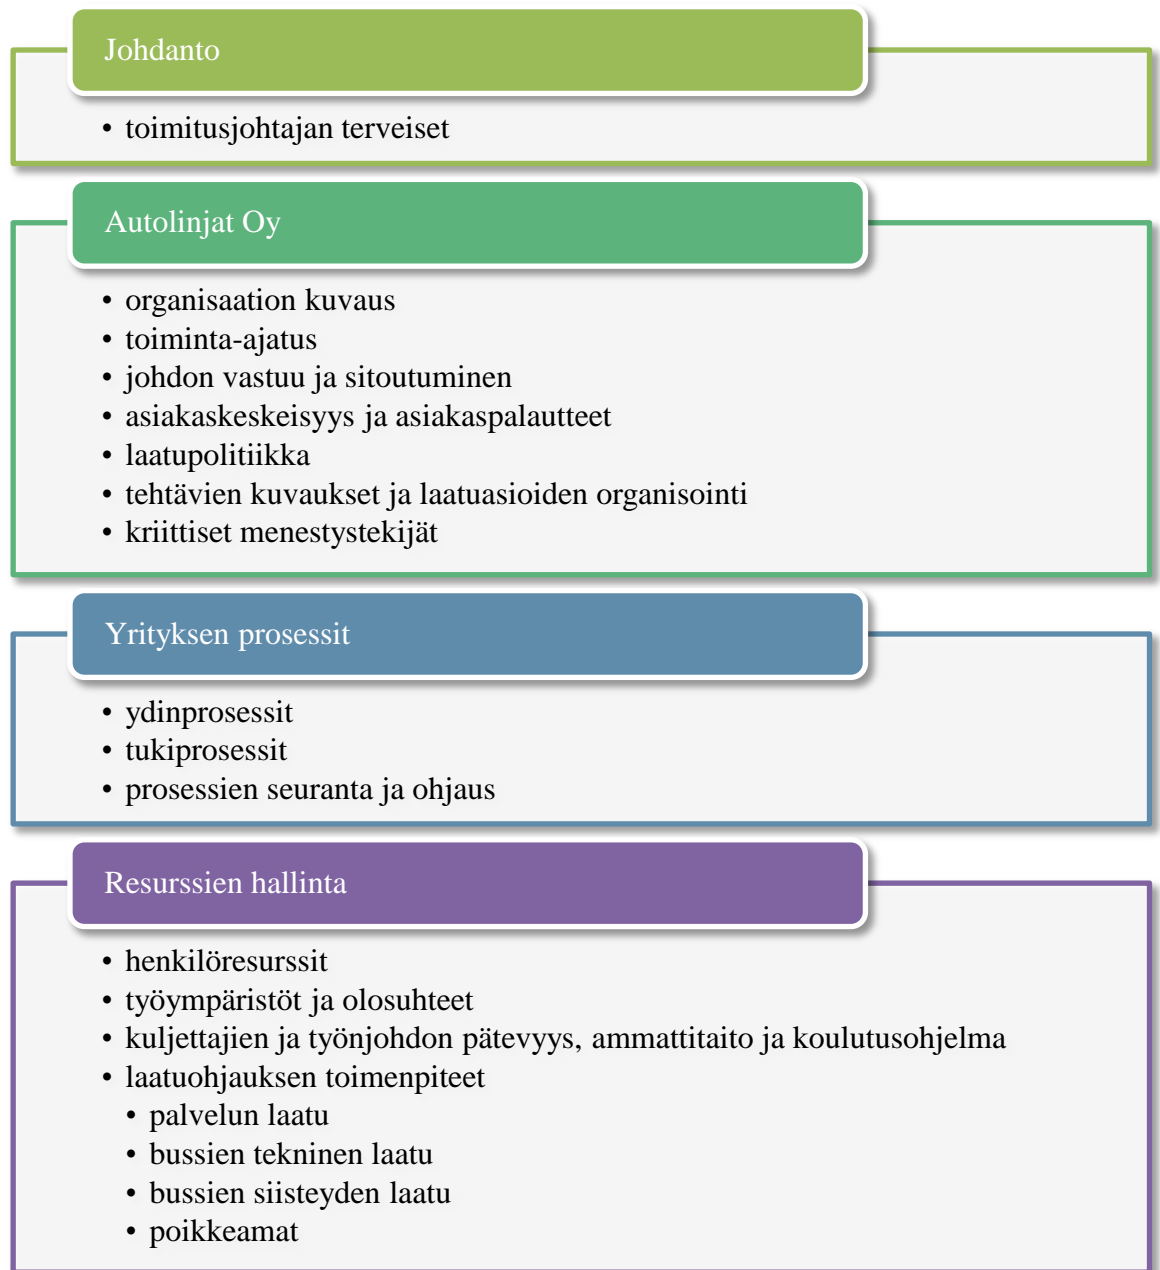 Johdanto
• toimitusjohtajan terveiset
Autolinjat Oy
• organisaation kuvaus
• toiminta-ajatus
• johdon vastuu ja sitoutuminen
• asiakaskeskeisyys ja asiakaspalautteet
• laatupolitiikka
• tehtävien kuvaukset ja laatuasioiden organisointi
• kriittiset menestystekijät
Yrityksen prosessit
• ydinprosessit
• tukiprosessit
• prosessien seuranta ja ohjaus
Resurssien hallinta
• henkilöresurssit
• työympäristöt ja olosuhteet
• kuljettajien ja työnjohdon pätevyys, ammattitaito ja koulutusohjelma
• laatuohjauksen toimenpiteet
• palvelun laatu
• bussien tekninen laatu
• bussien siisteyden laatu
• poikkeamat